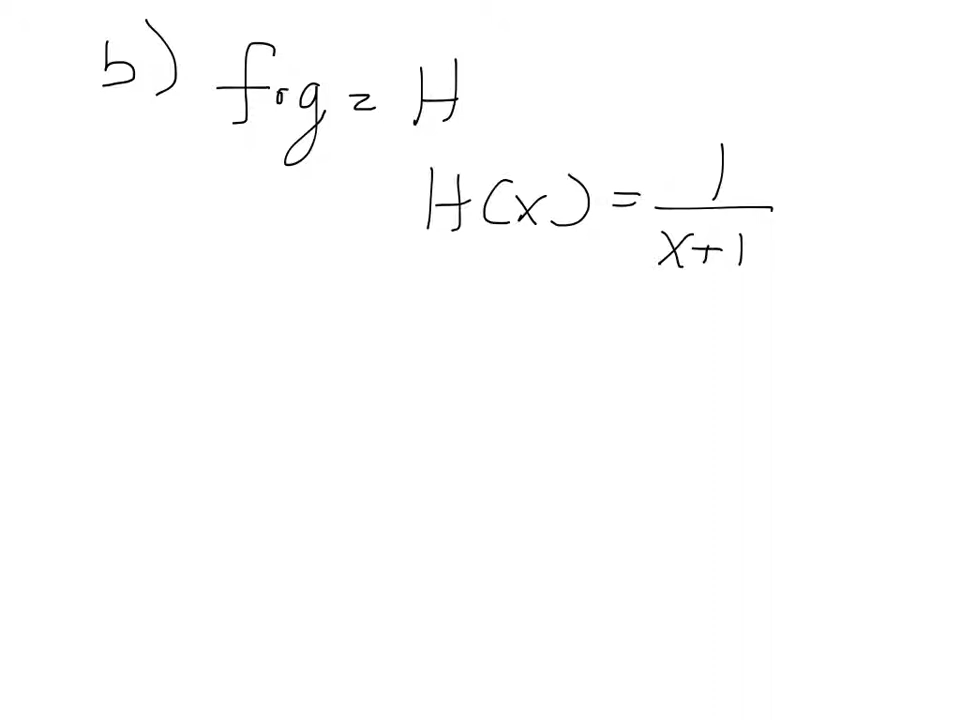 b) f∘g = H
H(x) = 1/(x+1)